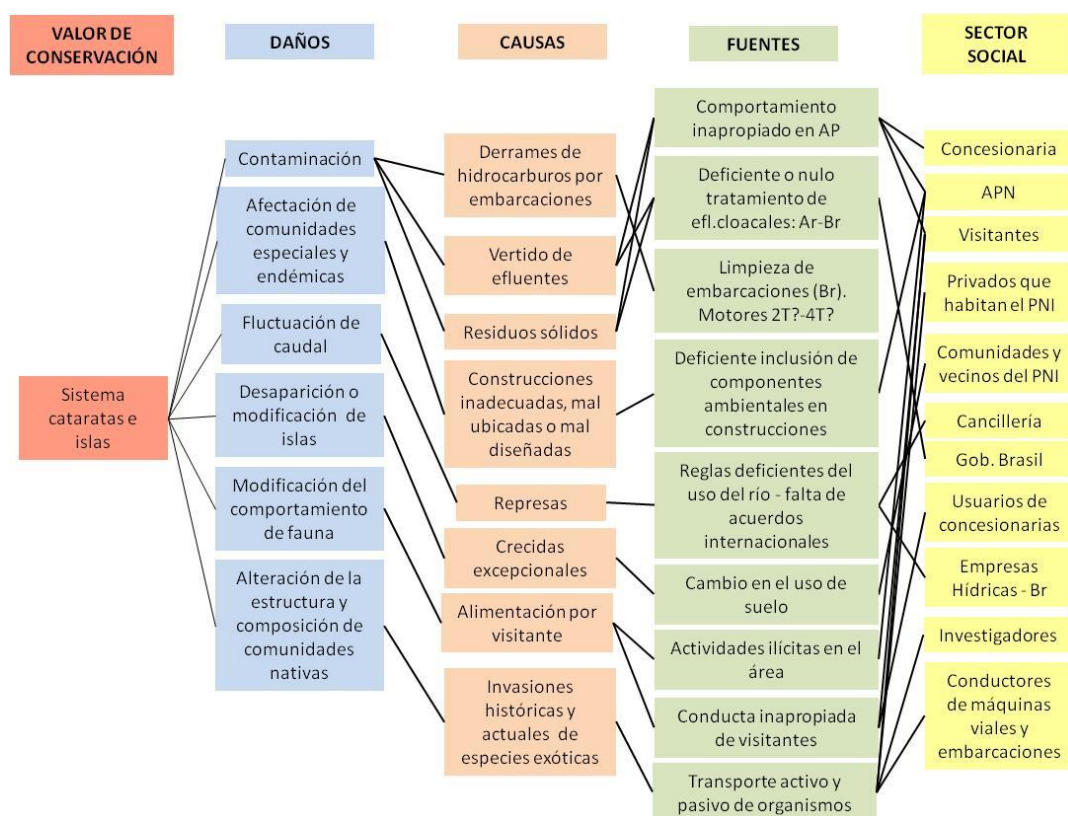 VALOR DE
CONSERVACIÓN
DAÑOS
CAUSAS
FUENTES
SECTOR
SOCIAL
Sistema
cataratas e
islas
Contaminación
Afectación de
comunidades
especiales y
endémicas
Fluctuación de
caudal
Desaparición o
modificación de
islas
Modificación del
comportamiento
de fauna
Alteración de la
estructura y
composición de
comunidades
nativas
Derrames de
hidrocarburos por
embarcaciones
Vertido de
efluentes
Residuos sólidos
Construcciones
inadecuadas, mal
ubicadas o mal
diseñadas
Represas
Crecidas
excepcionales
Alimentación por
visitante
Invasiones
históricas y
actuales de
especies exóticas
Comportamiento
inapropiado en AP
Deficiente o nulo
tratamiento de
efl.cloacales: Ar-Br
Limpieza de
embarcaciones (Br).
Motores 2T?-4T?
Deficiente inclusión de
componentes
ambientales en
construcciones
Reglas deficientes del
uso del río - falta de
acuerdos
internacionales
Cambio en el uso de
suelo
Actividades ilícitas en el
área
Conducta inapropiada
de visitantes
Transporte activo y
pasivo de organismos
Concesionaria
APN
Visitantes
Privados que
habitan el PNI
Comunidades y
vecinos del PNI
Cancillería
Gob. Brasil
Usuarios de
concesionarias
Empresas
Hídricas - Br
Investigadores
Conductores
de máquinas
viales y
embarcaciones